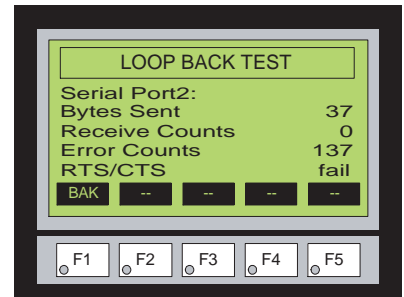 LOOP BACK TEST
Serial Port2:
Bytes Sent 37
Receive Counts 0
Error Counts 137
RTS/CTS fail
BAK -- -- -- --
F1 F2 F3 F4 F5